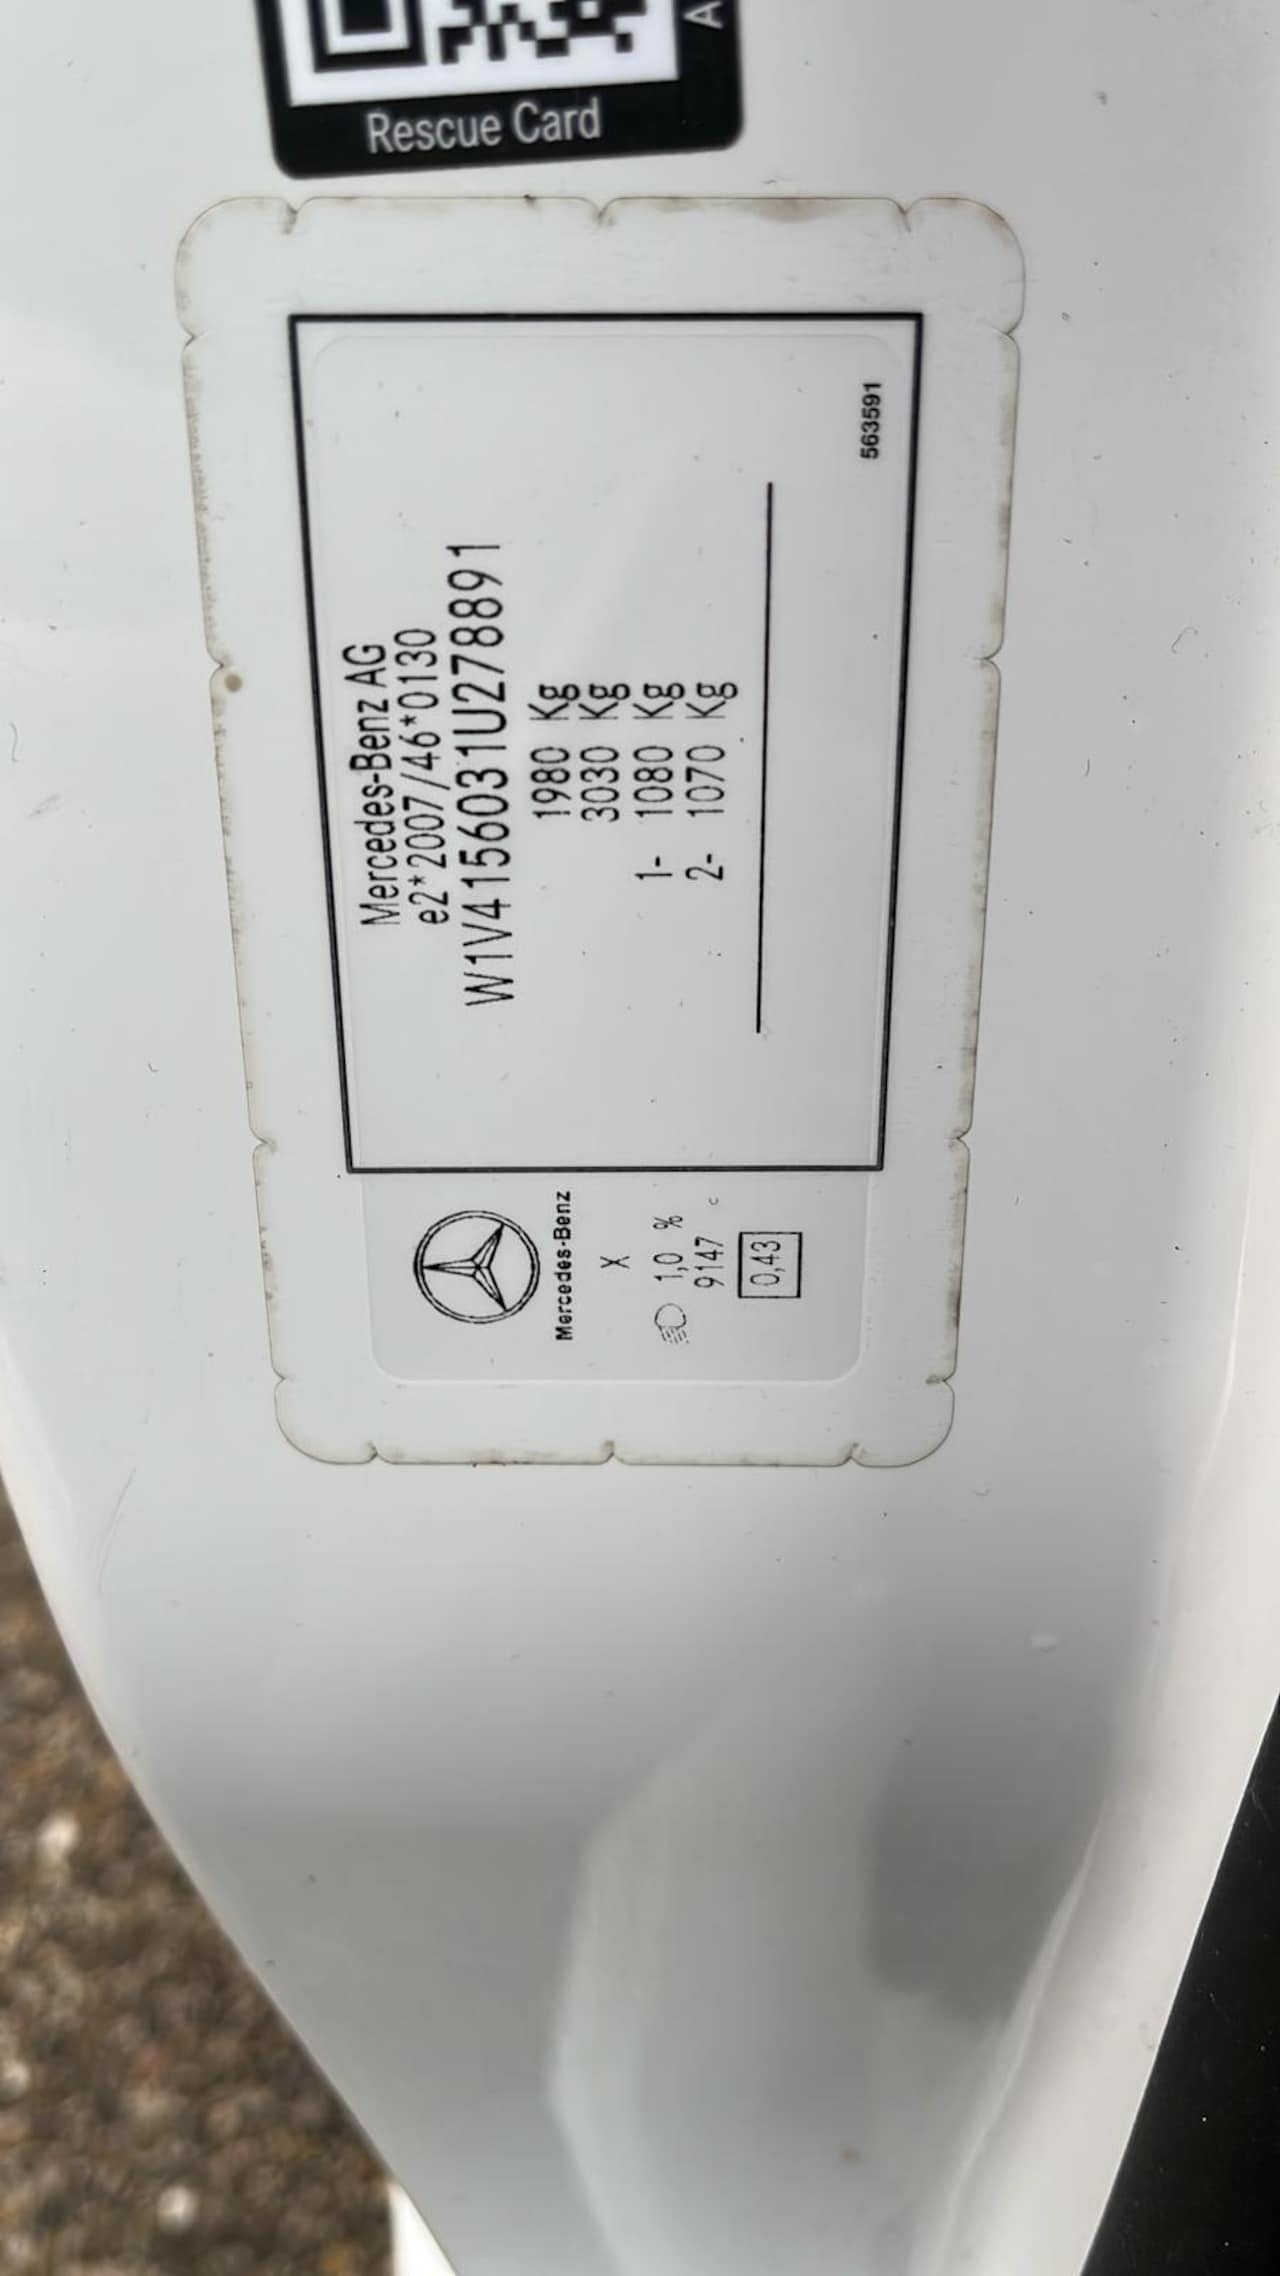 Rescue Card
A
Mercedes-Benz AG
e2*2007/46*0130
W1V4156031U278891
1980 Kg
3030 Kg
1- 1080 Kg
2- 1070 Kg
563591
Mercedes-Benz
X
1,0 %
9147 c
0,43